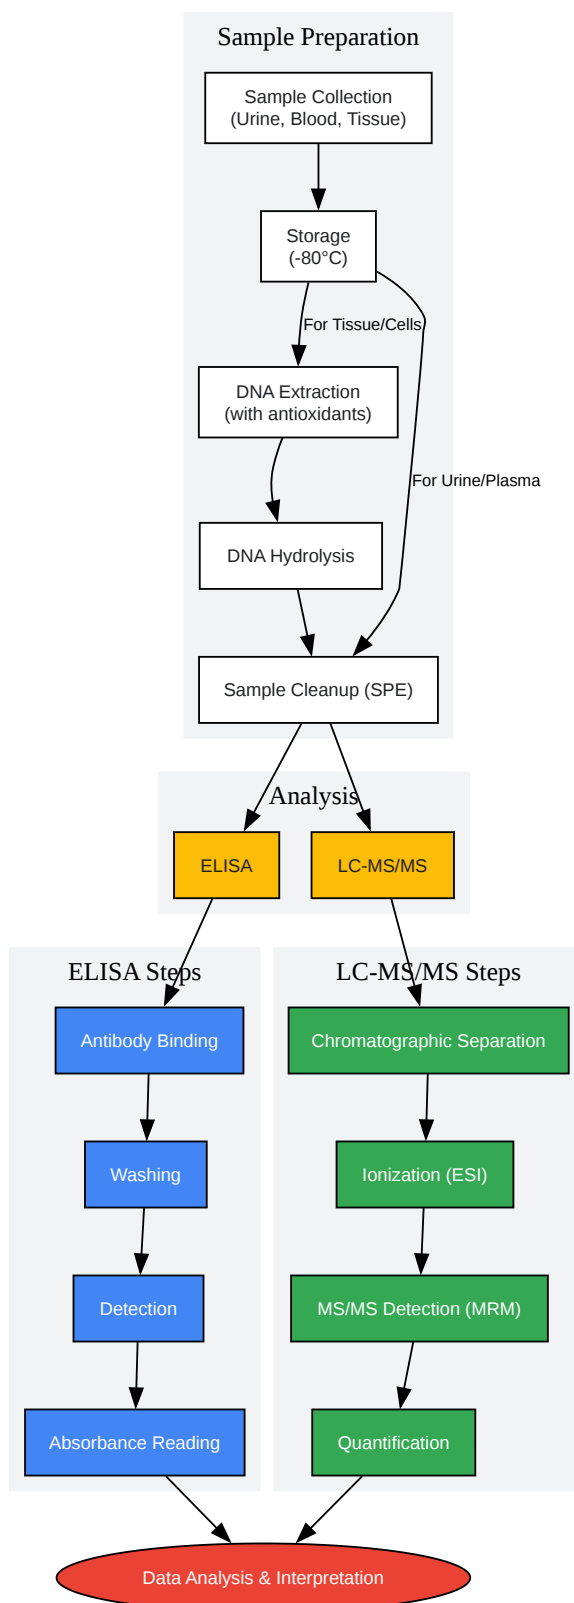 Sample Preparation
Sample Collection
(Urine, Blood, Tissue)
Storage
(-80°C)
For Tissue/Cells
DNA Extraction
(with antioxidants)
For Urine/Plasma
DNA Hydrolysis
Sample Cleanup (SPE)
Analysis
ELISA
LC-MS/MS
ELISA Steps
Antibody Binding
Washing
Detection
Absorbance Reading
LC-MS/MS Steps
Chromatographic Separation
Ionization (ESI)
MS/MS Detection (MRM)
Quantification
Data Analysis & Interpretation